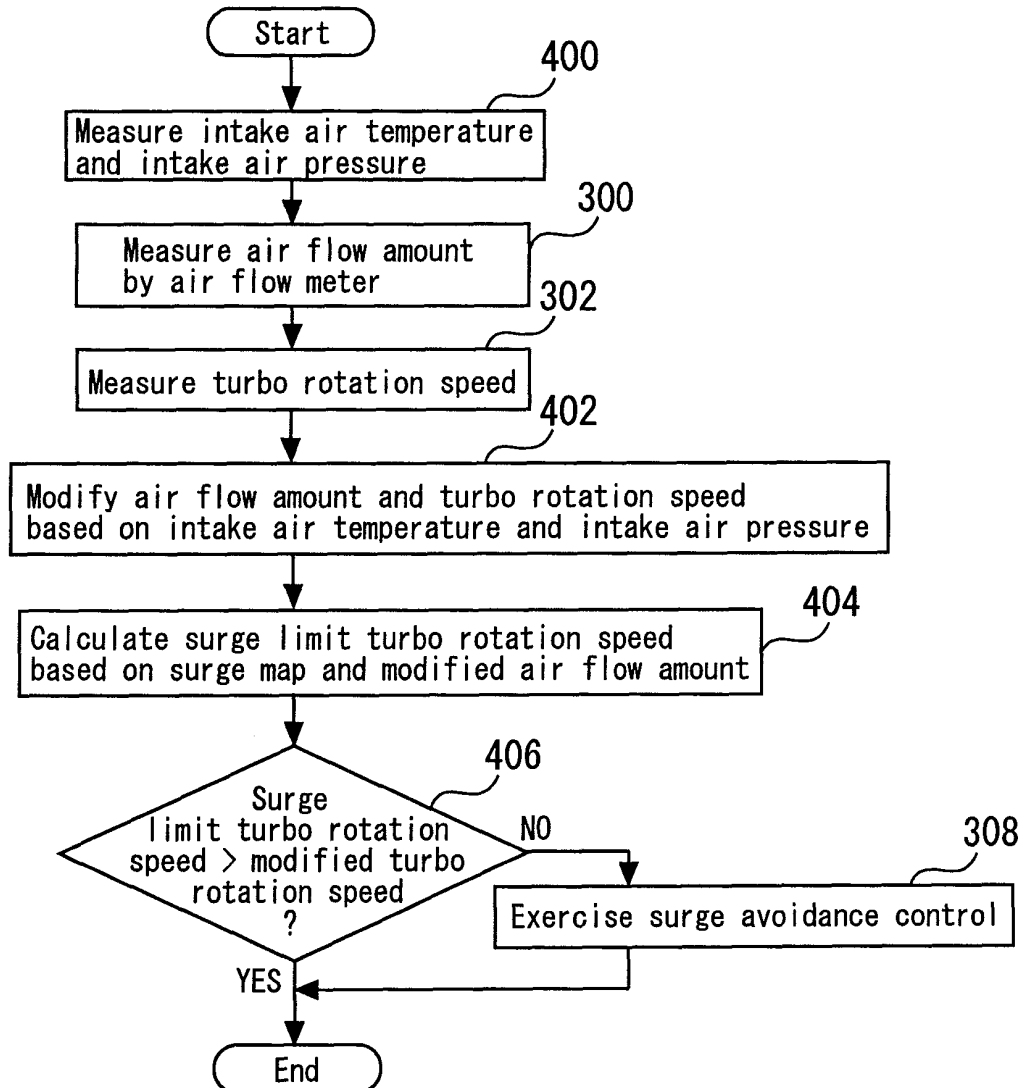 Start
400
Measure intake air temperature
and intake air pressure
300
Measure air flow amount
by air flow meter
302
Measure turbo rotation speed
402
Modify air flow amount and turbo rotation speed
based on intake air temperature and intake air pressure
404
Calculate surge limit turbo rotation speed
based on surge map and modified air flow amount
406
Surge
limit turbo rotation
speed > modified turbo
rotation speed
?
NO
308
Exercise surge avoidance control
YES
End